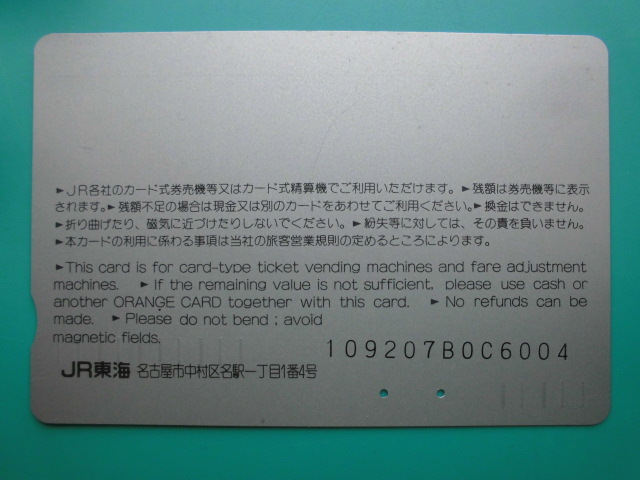 ►JR各社のカード式券売機等又はカード式精算機でご利用いただけます。►残額は券売機等に表示
されます。►残額不足の場合は現金又は別のカードをあわせてご利用ください。►換金はできません。
►折り曲げたり、磁気に近づけたりしないでください。►紛失等に対しては、その責を負いません。
►本カードの利用に係わる事項は当社の旅客営業規則の定めるところによります。
►This card is for card-type ticket vending machines and fare adjustment
machines. ►If the remaining value is not sufficient, please use cash or
another ORANGE CARD together with this card. ►No refunds can be
made. ►Please do not bend; avoid
magnetic fields.
109207B0C6004
JR東海 名古屋市中村区名駅一丁目1番4号